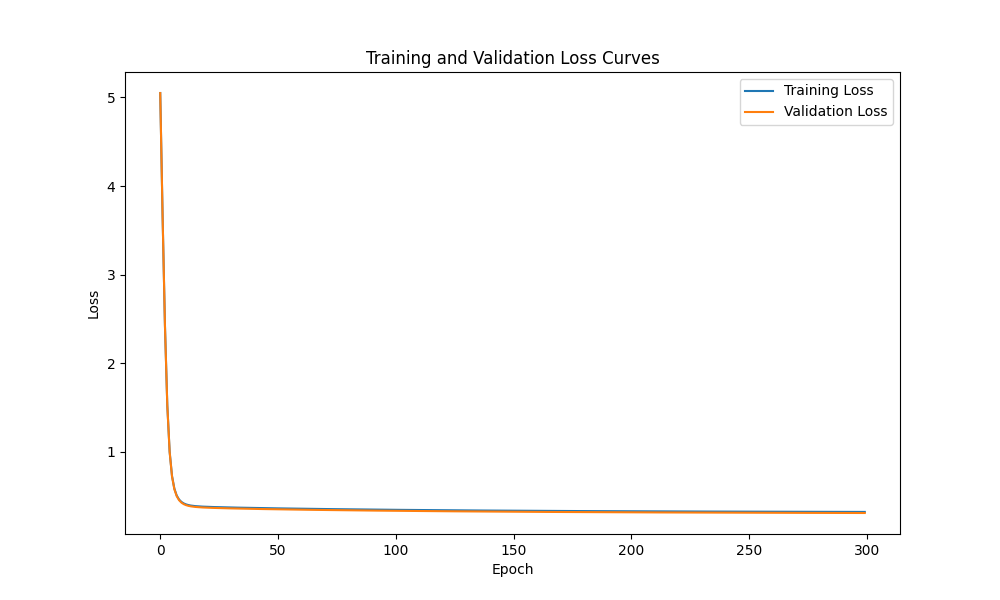 Training and Validation Loss Curves
Training Loss
Validation Loss
5
4
3
2
1
Loss
0 50 100 150 200 250 300
Epoch